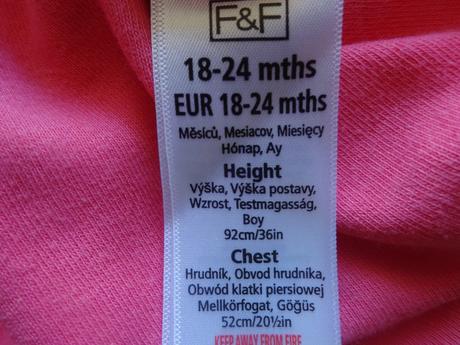 F&F
18-24 mths
EUR 18-24 mths
Měsíců, Mesiacov, Miesięcy
Hónap, Ay
Height
Výška, Výška postavy,
Wzrost, Testmagasság,
Boy
92cm/36in
Chest
Hrudník, Obvod hrudníka,
Obwód klatki piersiowej
Mellkörfogat, Göğüs
52cm/20½in
KEEP AWAY FROM FIRE